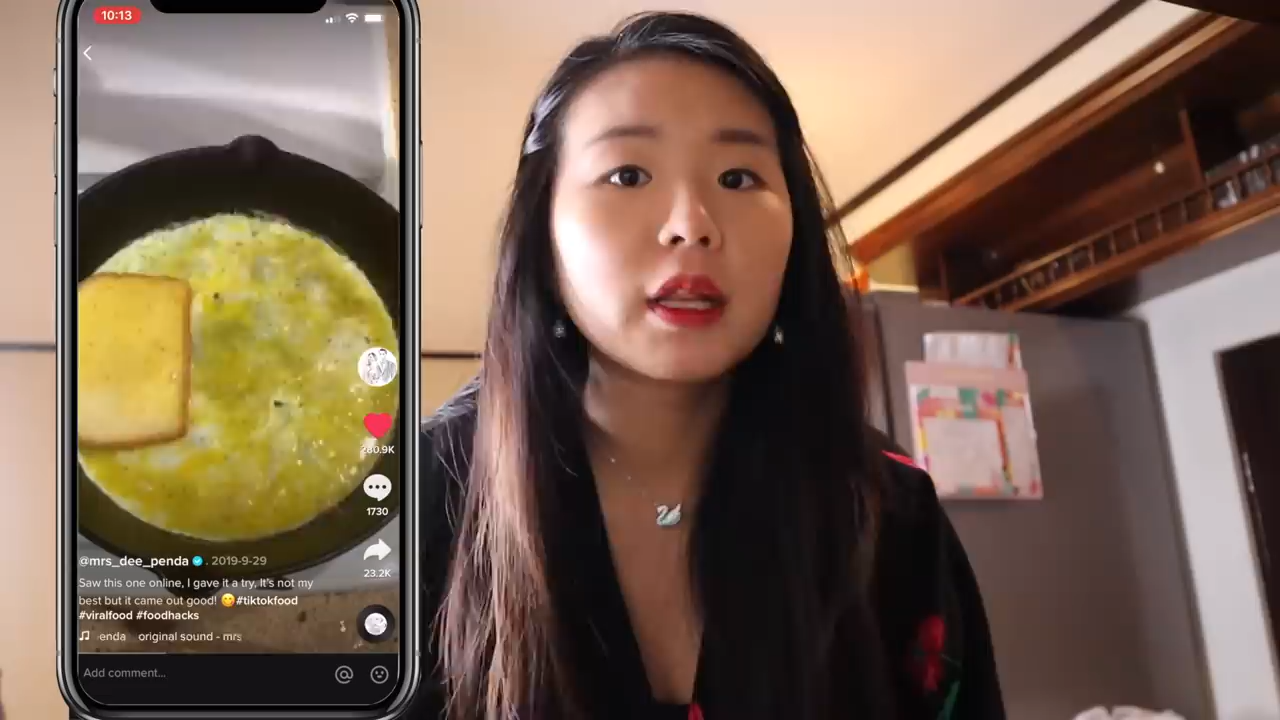 10:13
280.9K
1730
23.2K
@mrs_dee_penda . 2019-9-29
Saw this one online, I gave it a try, It's not my
best but it came out good! 😋 #tiktokfood
#viralfood #foodhacks
enda original sound - mrs
Add comment... @